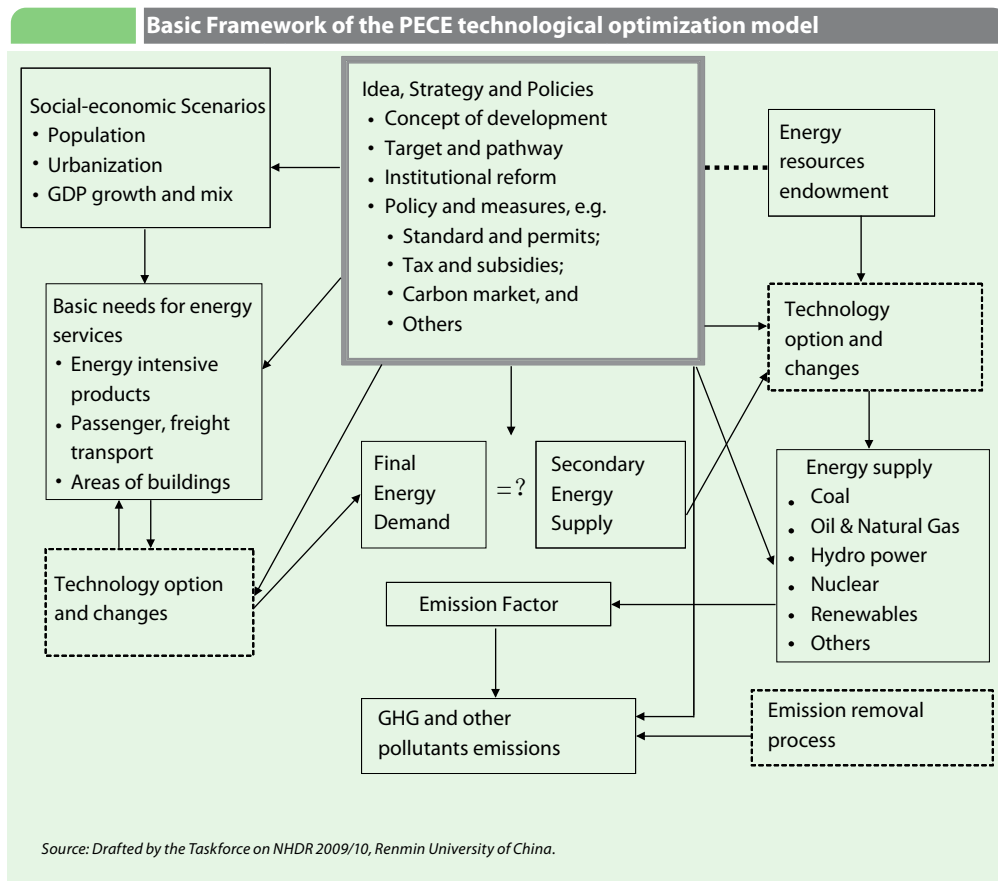 Basic Framework of the PECE technological optimization model
Social-economic Scenarios
• Population
• Urbanization
• GDP growth and mix
Idea, Strategy and Policies
• Concept of development
• Target and pathway
• Institutional reform
• Policy and measures, e.g.
• Standard and permits;
• Tax and subsidies;
• Carbon market, and
• Others
Energy
resources
endowment
Basic needs for energy
services
• Energy intensive
products
• Passenger, freight
transport
• Areas of buildings
Technology
option and
changes
Final
Energy
Demand
=?
Secondary
Energy
Supply
Energy supply
• Coal
• Oil & Natural Gas
• Hydro power
• Nuclear
• Renewables
• Others
Technology option
and changes
Emission Factor
GHG and other
pollutants emissions
Emission removal
process
Source: Drafted by the Taskforce on NHDR 2009/10, Renmin University of China.